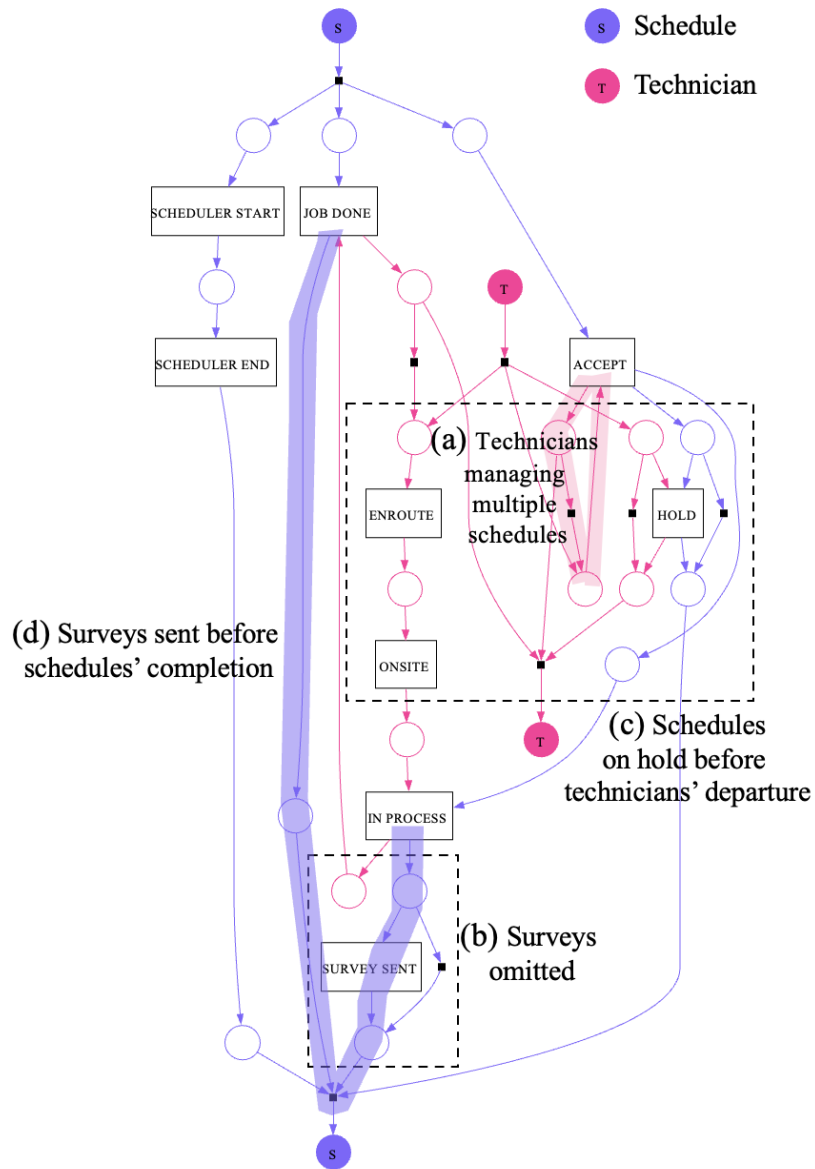 S
S Schedule
T Technician
SCHEDULER START
JOB DONE
T
SCHEDULER END
ACCEPT
(a) Technicians
managing
multiple
schedules
ENROUTE
HOLD
(d) Surveys sent before
schedules' completion
ONSITE
T
(c) Schedules
on hold before
technicians' departure
IN PROCESS
(b) Surveys
omitted
SURVEY SENT
S